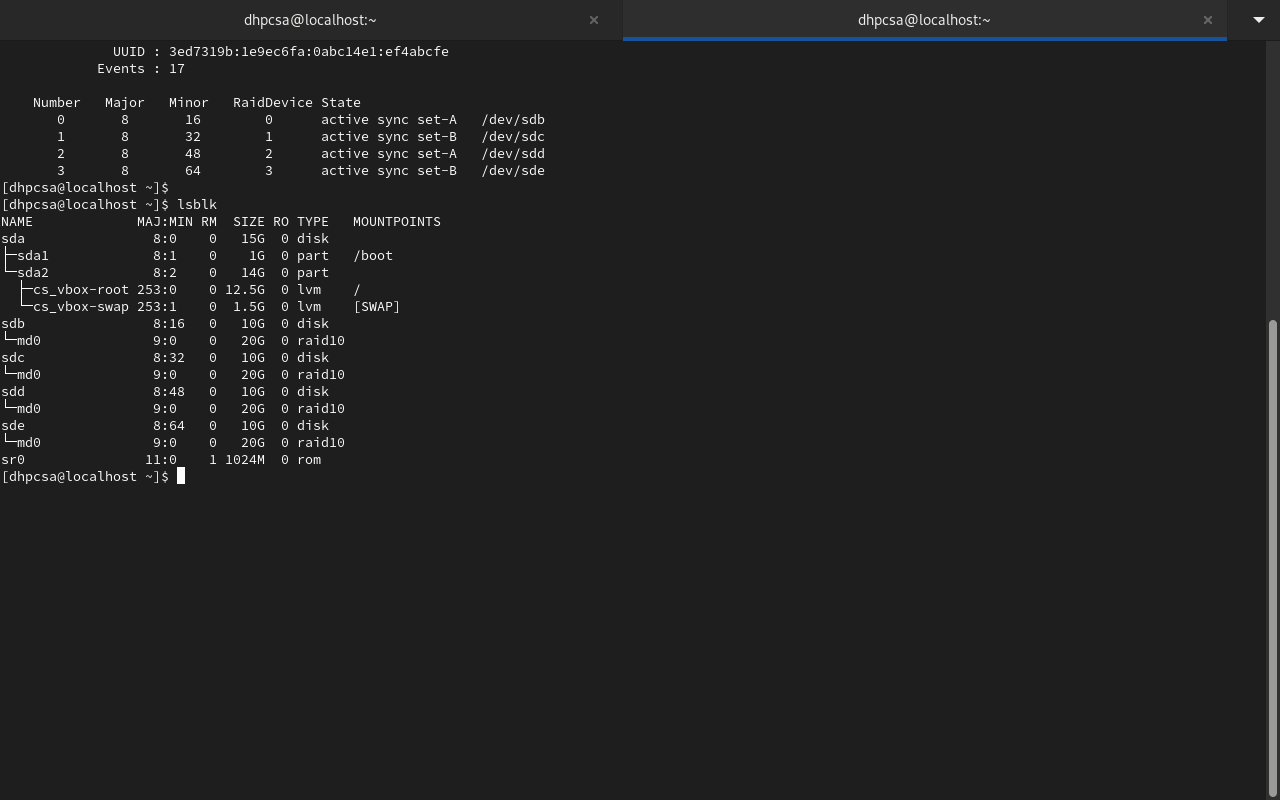 dhpcsa@localhost:~ × dhpcsa@localhost:~ ×
              UUID : 3ed7319b:1e9ec6fa:0abc14e1:ef4abcfe
            Events : 17

    Number   Major   Minor   RaidDevice State
       0       8       16        0      active sync set-A   /dev/sdb
       1       8       32        1      active sync set-B   /dev/sdc
       2       8       48        2      active sync set-A   /dev/sdd
       3       8       64        3      active sync set-B   /dev/sde
[dhpcsa@localhost ~]$
[dhpcsa@localhost ~]$ lsblk
NAME             MAJ:MIN RM  SIZE RO TYPE   MOUNTPOINTS
sda                8:0    0   15G  0 disk
├─sda1             8:1    0    1G  0 part   /boot
└─sda2             8:2    0   14G  0 part
  ├─cs_vbox-root 253:0    0 12.5G  0 lvm    /
  └─cs_vbox-swap 253:1    0  1.5G  0 lvm    [SWAP]
sdb                8:16   0   10G  0 disk
└─md0              9:0    0   20G  0 raid10
sdc                8:32   0   10G  0 disk
└─md0              9:0    0   20G  0 raid10
sdd                8:48   0   10G  0 disk
└─md0              9:0    0   20G  0 raid10
sde                8:64   0   10G  0 disk
└─md0              9:0    0   20G  0 raid10
sr0               11:0    1 1024M  0 rom
[dhpcsa@localhost ~]$